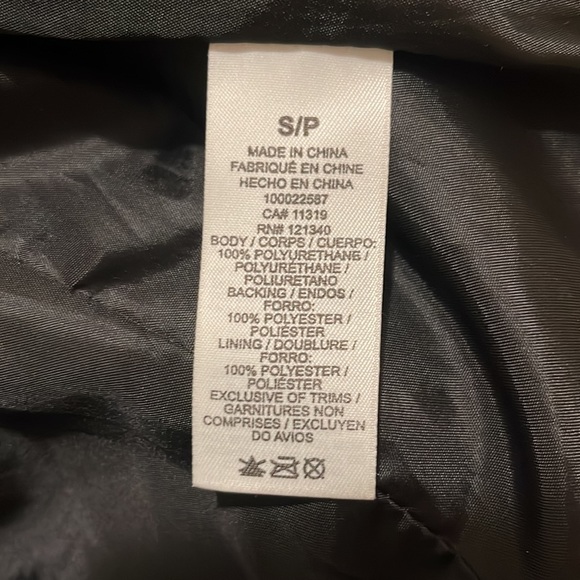 S/P
MADE IN CHINA
FABRIQUÉ EN CHINE
HECHO EN CHINA
100022587
CA# 11319
RN# 121340
BODY / CORPS / CUERPO:
100% POLYURETHANE /
POLYURÉTHANE /
POLIURETANO
BACKING / ENDOS /
FORRO:
100% POLYESTER /
POLIÉSTER
LINING / DOUBLURE /
FORRO:
100% POLYESTER /
POLIÉSTER
EXCLUSIVE OF TRIMS /
GARNITURES NON
COMPRISES / EXCLUYEN
DO AVIOS